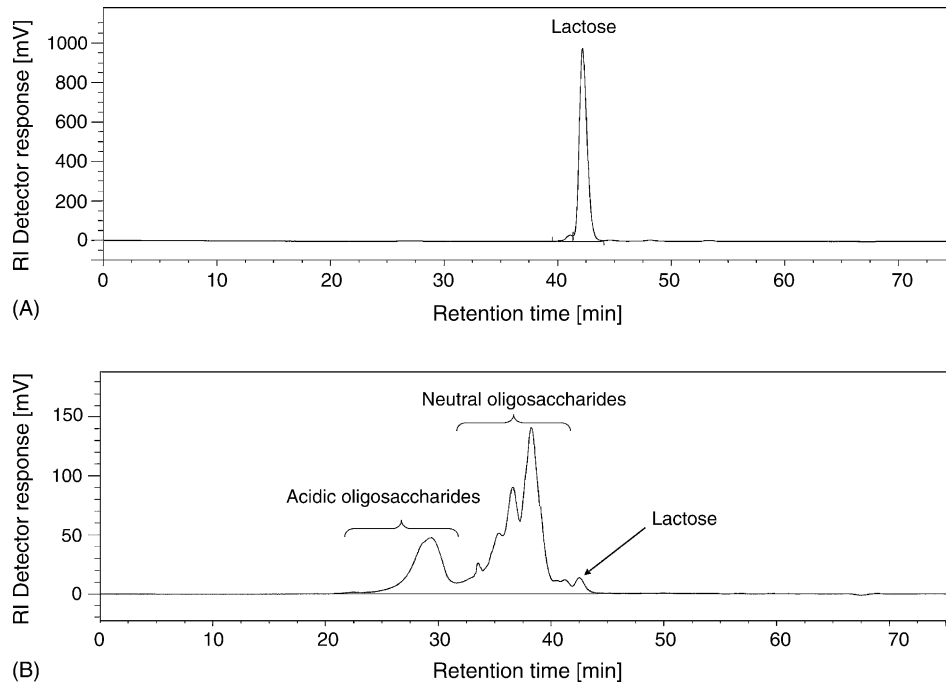 Lactose
RI Detector response [mV]
1000
800
600
400
200
0
0 10 20 30 40 50 60 70
Retention time [min]
(A)
Neutral oligosaccharides
Acidic oligosaccharides
Lactose
RI Detector response [mV]
150
100
50
0
0 10 20 30 40 50 60 70
Retention time [min]
(B)